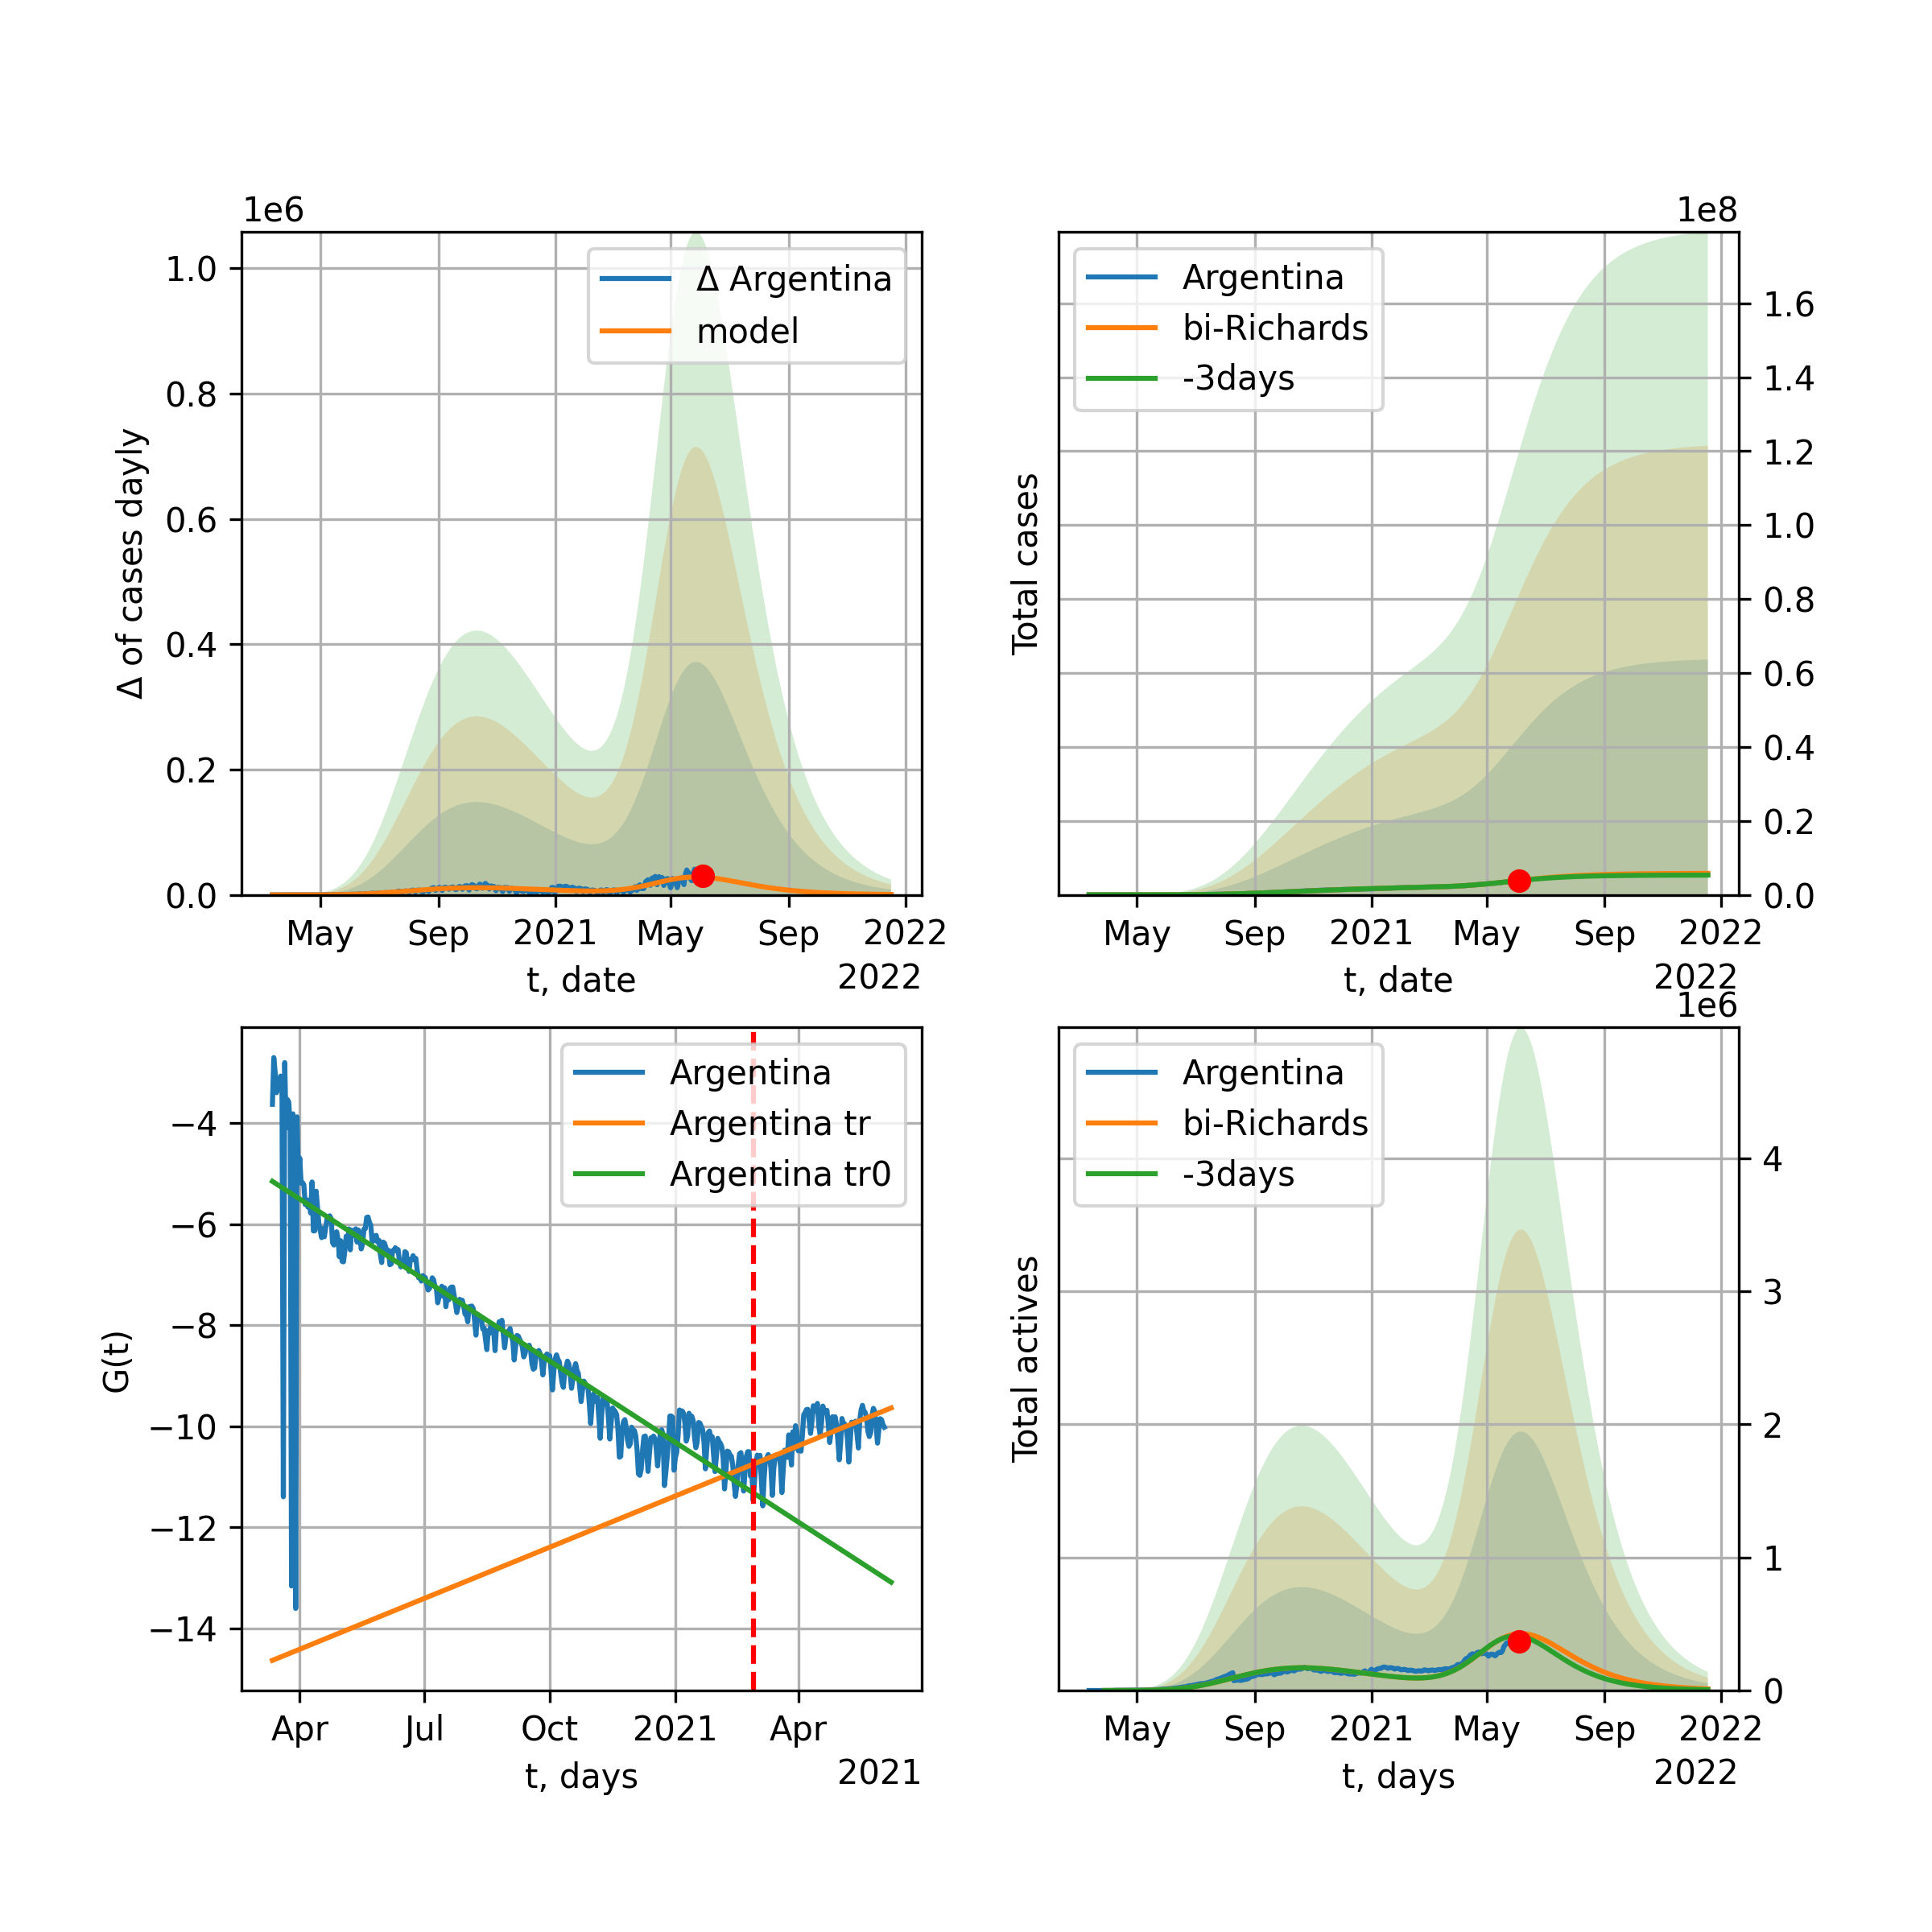 1e6
Δ Argentina
model
1.0
0.8
0.6
0.4
0.2
0.0
Δ of cases dayly
May Sep 2021 May Sep 2022
t, date
2022
1e8
Argentina
bi-Richards
-3days
1.6
1.4
1.2
1.0
0.8
0.6
0.4
0.2
0.0
Total cases
May Sep 2021 May Sep 2022
t, date
2022
Argentina
Argentina tr
Argentina tr0
−4
−6
−8
−10
−12
−14
G(t)
Apr Jul Oct 2021 Apr
t, days
2021
1e6
Argentina
bi-Richards
-3days
4
3
2
1
0
Total actives
May Sep 2021 May Sep 2022
t, days
2022